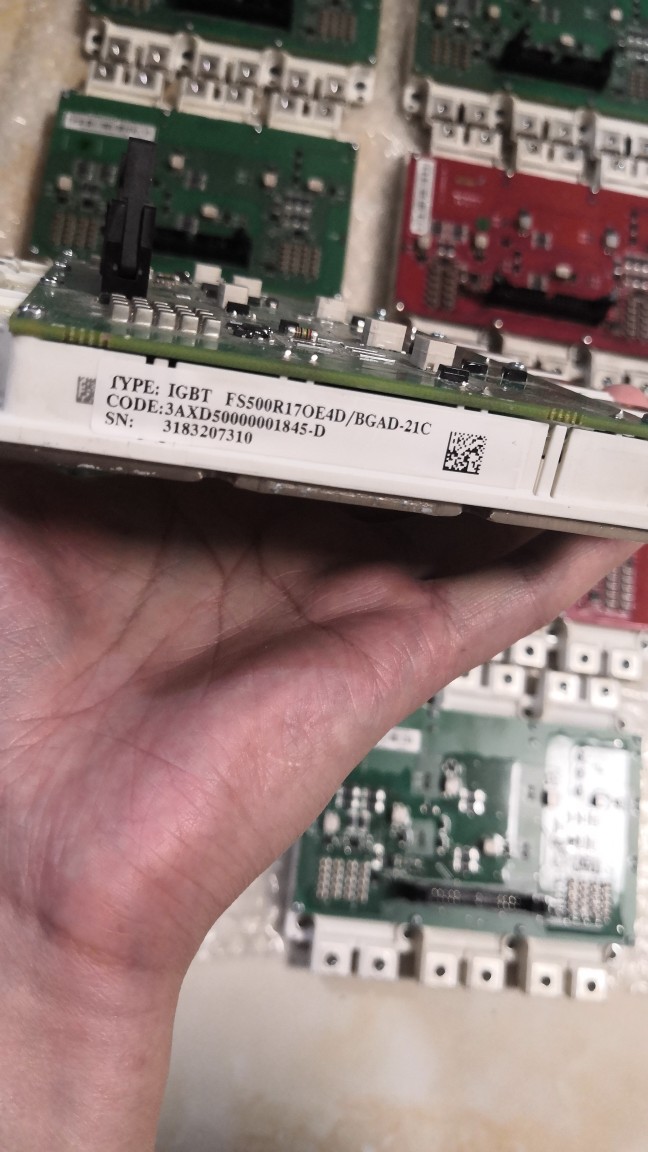 TYPE: IGBT FS500R17OE4D/BGAD-21C
CODE:3AXD50000001845-D
SN: 3183207310